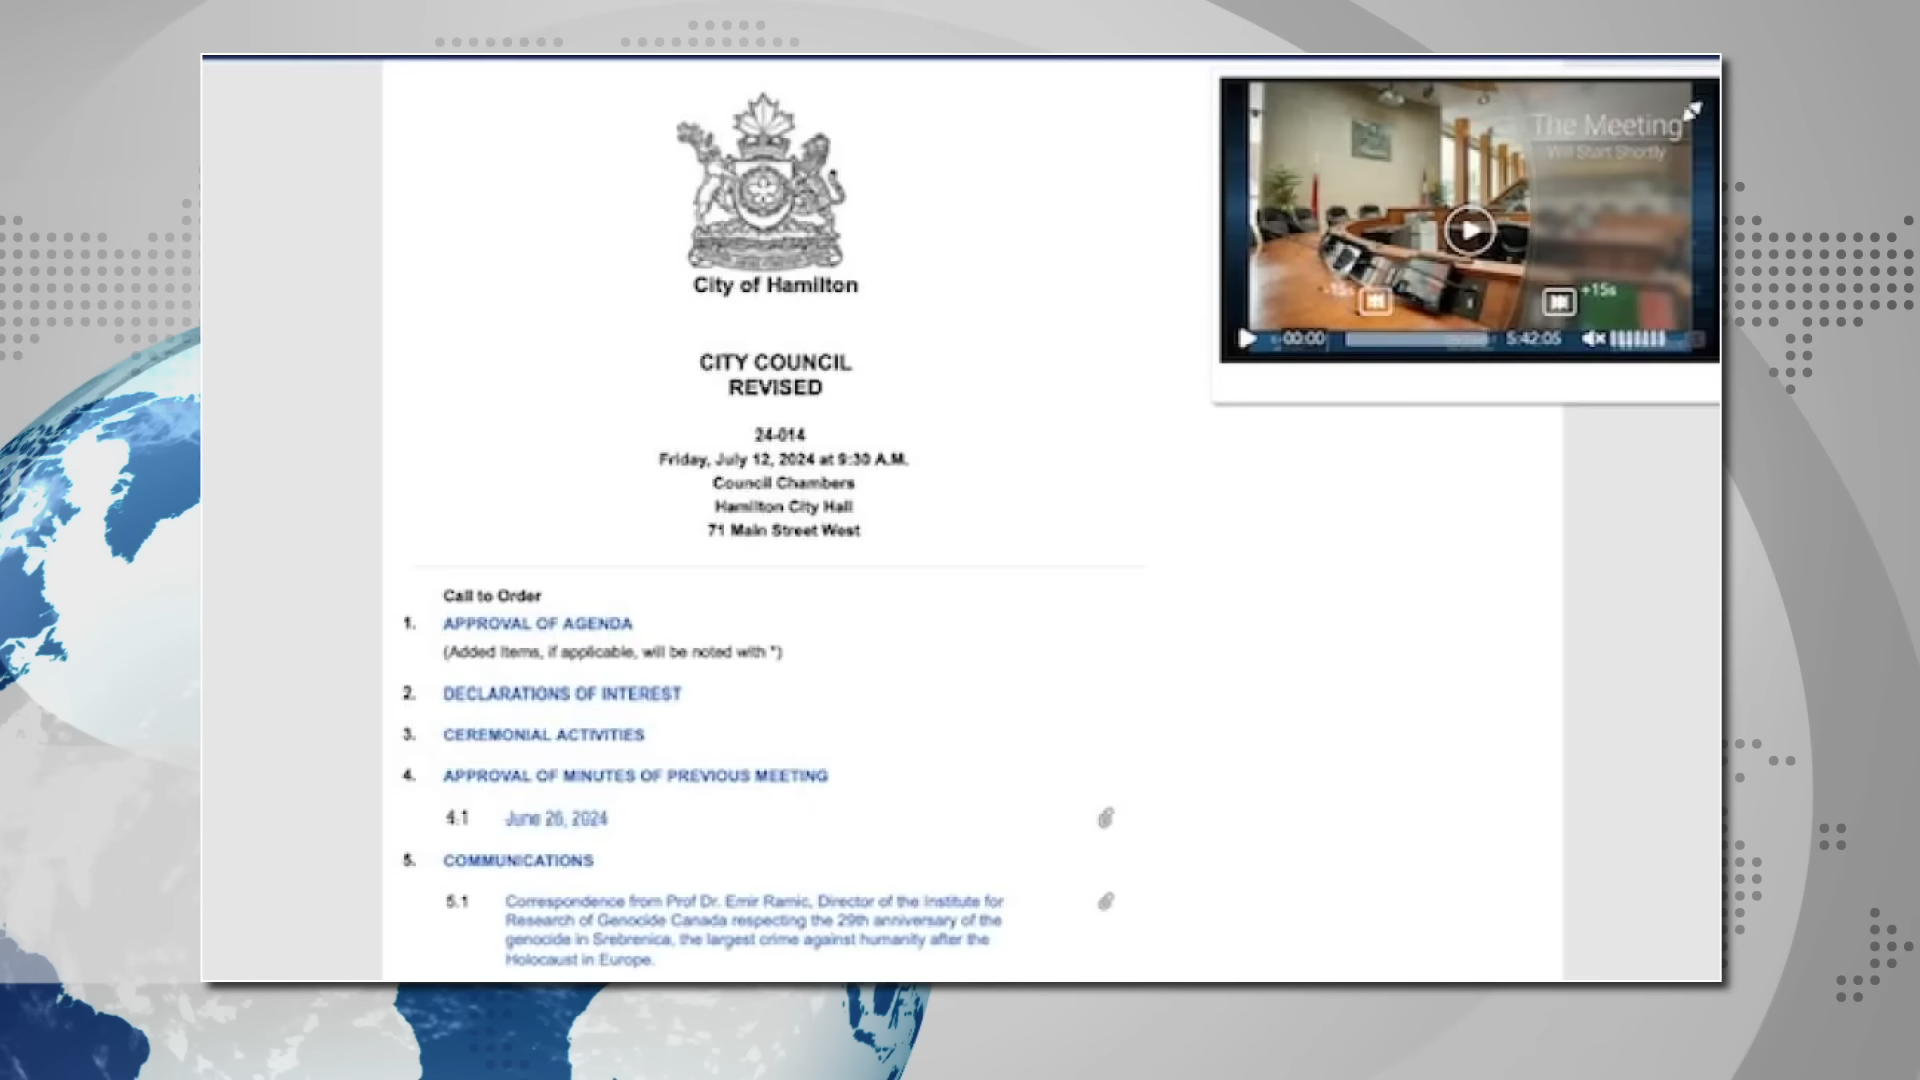 City of Hamilton
CITY COUNCIL
REVISED
24-014
Friday, July 12, 2024 at 9:30 A.M.
Council Chambers
Hamilton City Hall
71 Main Street West
Call to Order
1. APPROVAL OF AGENDA
(Added Items, if applicable, will be noted with *)
2. DECLARATIONS OF INTEREST
3. CEREMONIAL ACTIVITIES
4. APPROVAL OF MINUTES OF PREVIOUS MEETING
4.1 June 26, 2024
5. COMMUNICATIONS
5.1 Correspondence from Prof Dr. Emir Ramic, Director of the Institute for
Research of Genocide Canada respecting the 29th anniversary of the
genocide in Srebrenica, the largest crime against humanity after the
Holocaust in Europe.
The Meeting
Will Start Shortly
-15s
+15s
00:00
5:42:05